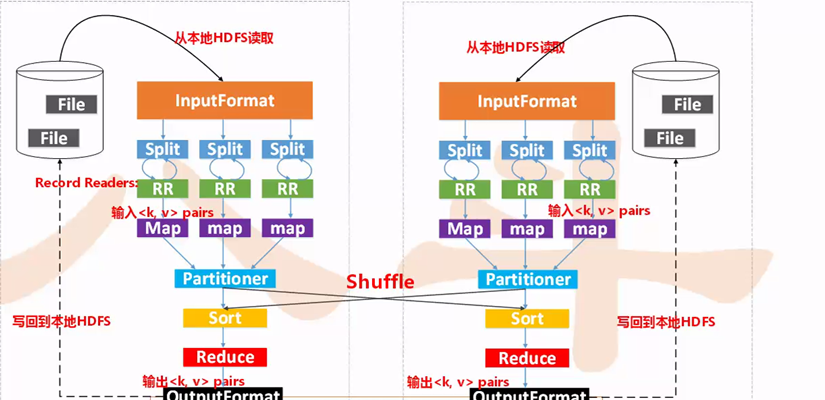 从本地HDFS读取
从本地HDFS读取
File
File
InputFormat
InputFormat
File
File
Split
Split
Split
Split
Split
Split
Record Readers:
RR
RR
RR
RR
RR
RR
输入<k, v> pairs
输入<k, v> pairs
Map
map
map
Map
map
map
Partitioner
Shuffle
Partitioner
写回到本地HDFS
Sort
Sort
写回到本地HDFS
Reduce
Reduce
输出<k, v> pairs
输出<k, v> pairs
OutputFormat
OutputFormat